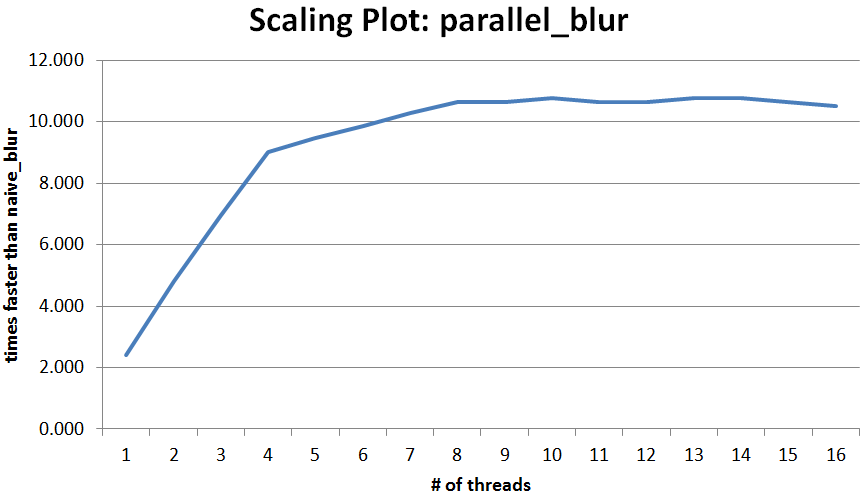 Scaling Plot: parallel_blur
12.000
10.000
8.000
6.000
4.000
2.000
0.000
times faster than naive_blur
1 2 3 4 5 6 7 8 9 10 11 12 13 14 15 16
# of threads